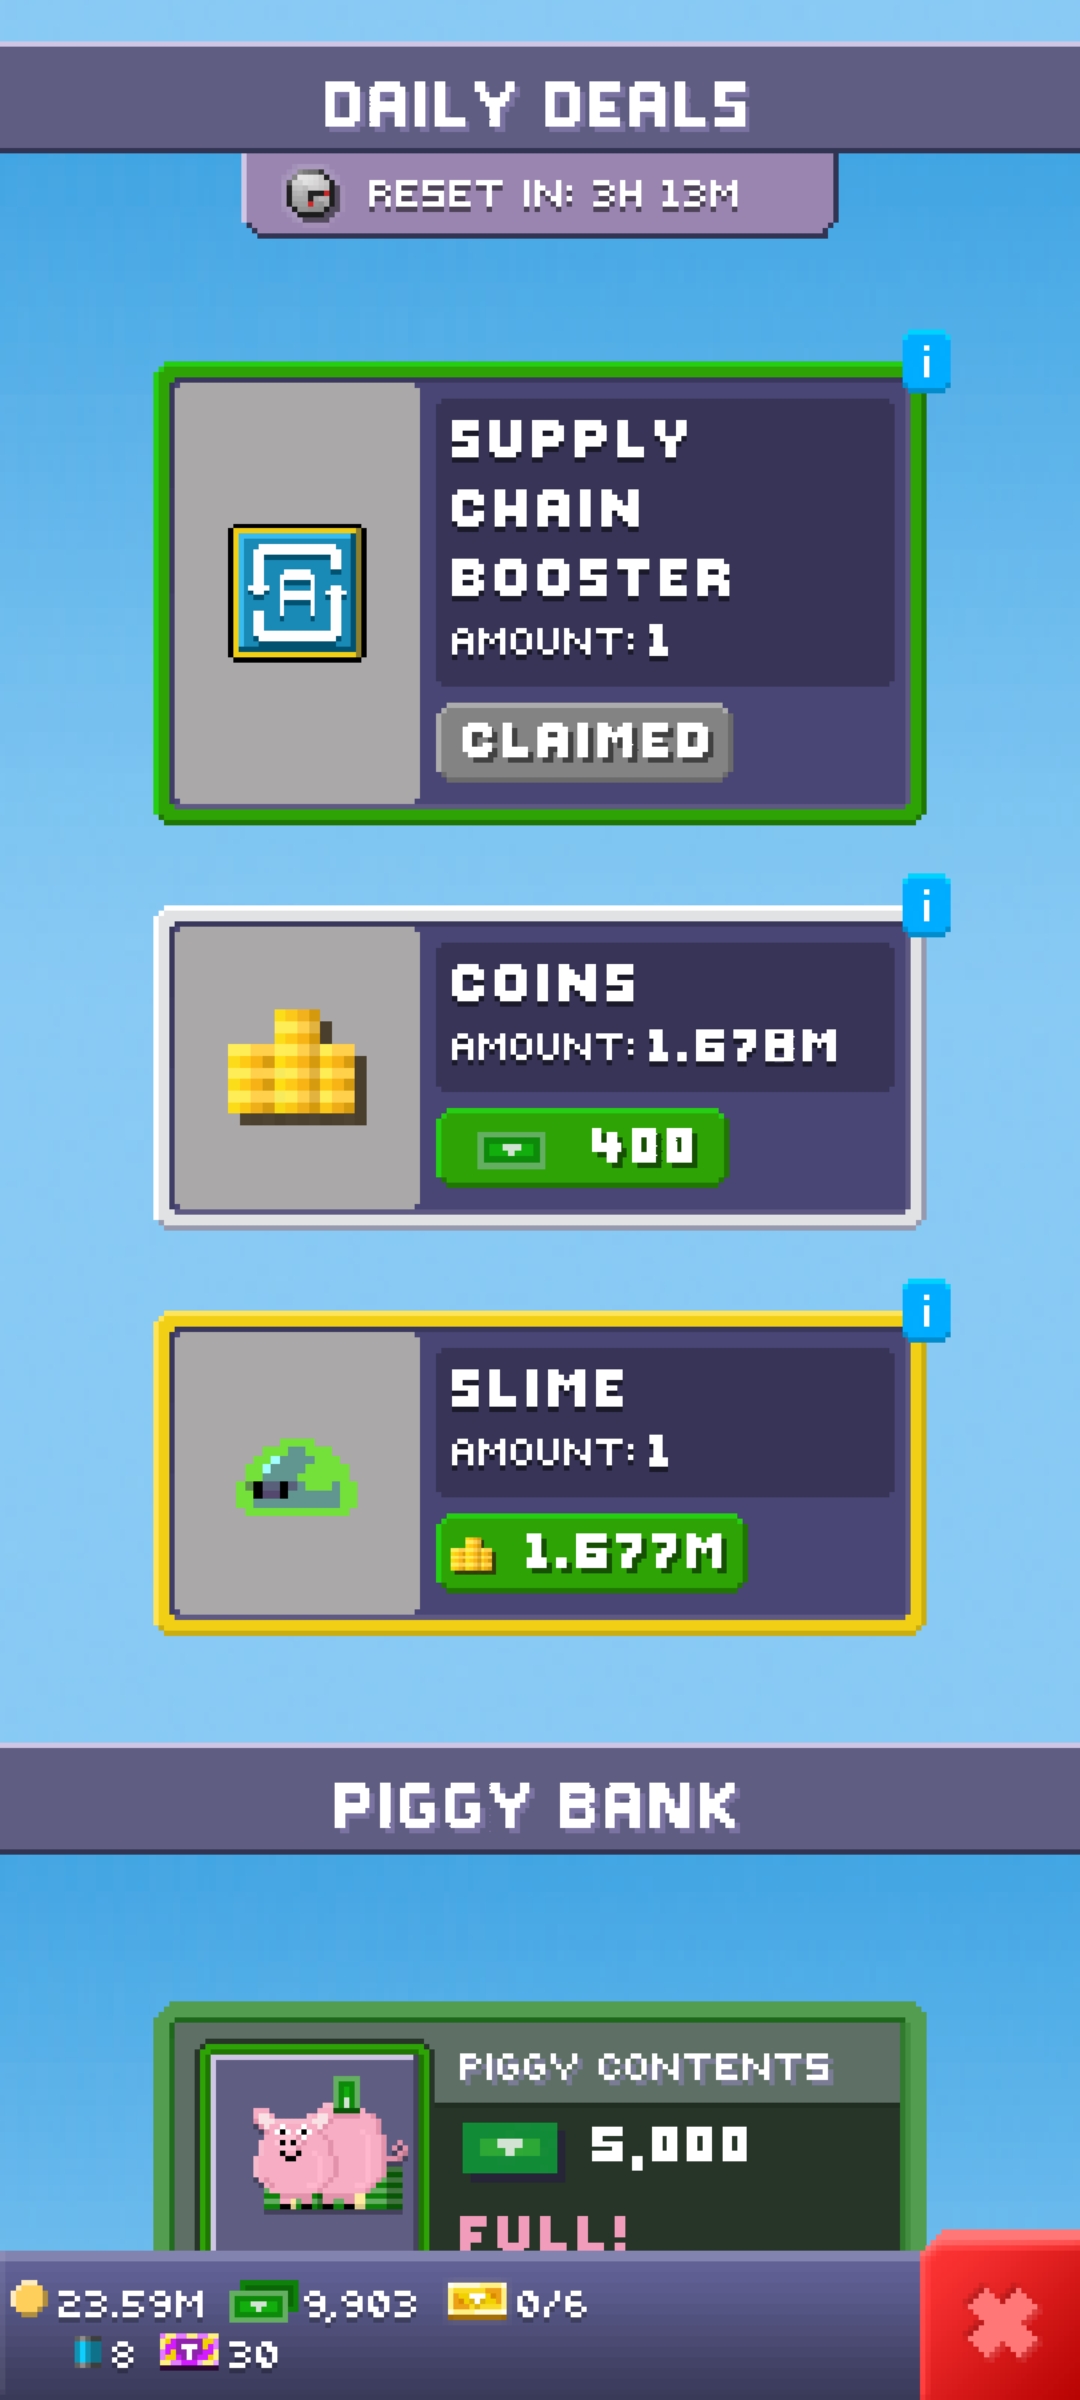 DAILY DEALS
RESET IN: 3H 13M
i
SUPPLY
CHAIN
BOOSTER
AMOUNT: 1
CLAIMED
i
COINS
AMOUNT: 1.678M
400
i
SLIME
AMOUNT: 1
1.677M
PIGGY BANK
PIGGY CONTENTS
5,000
FULL!
23.59M 9,903 0/6
8 30